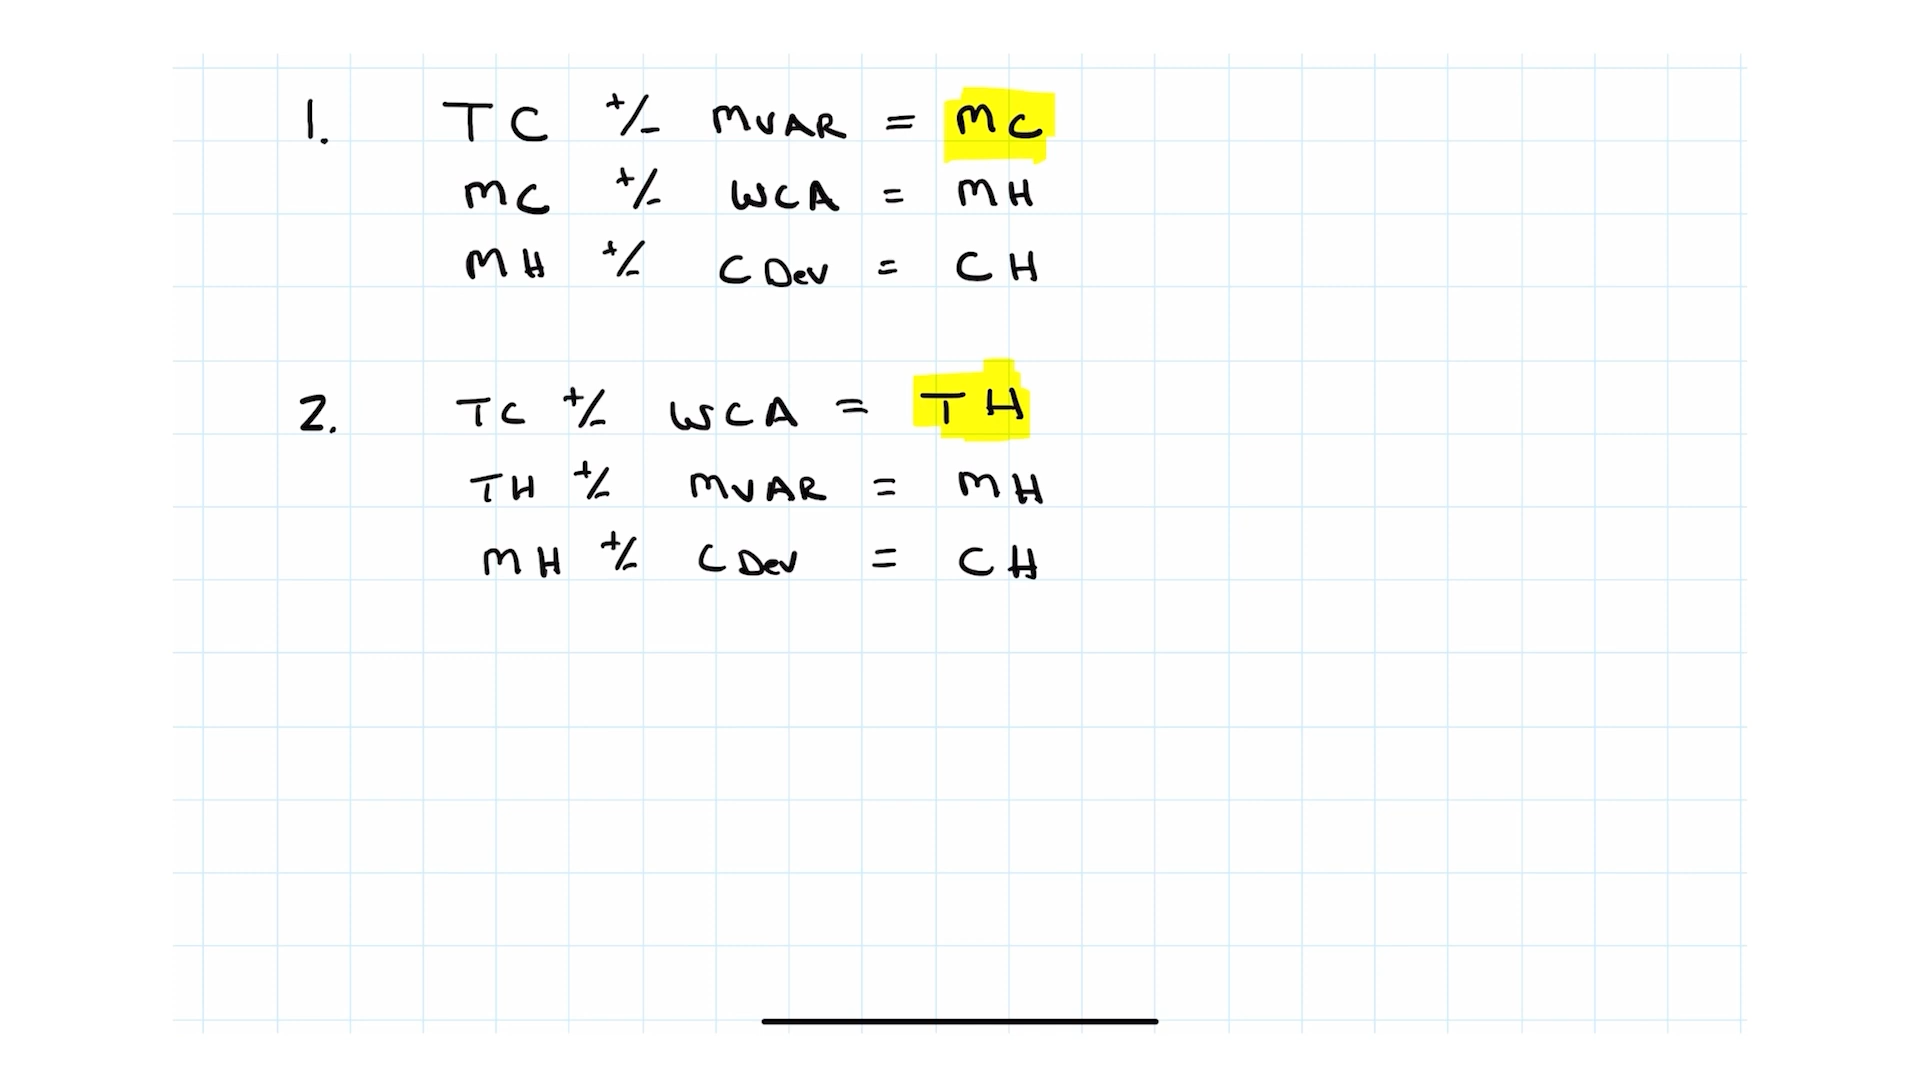 1. TC +/- MVAR = MC
MC +/- WCA = MH
MH +/- CDev = CH
2. TC +/- WCA = TH
TH +/- MVAR = MH
MH +/- CDev = CH